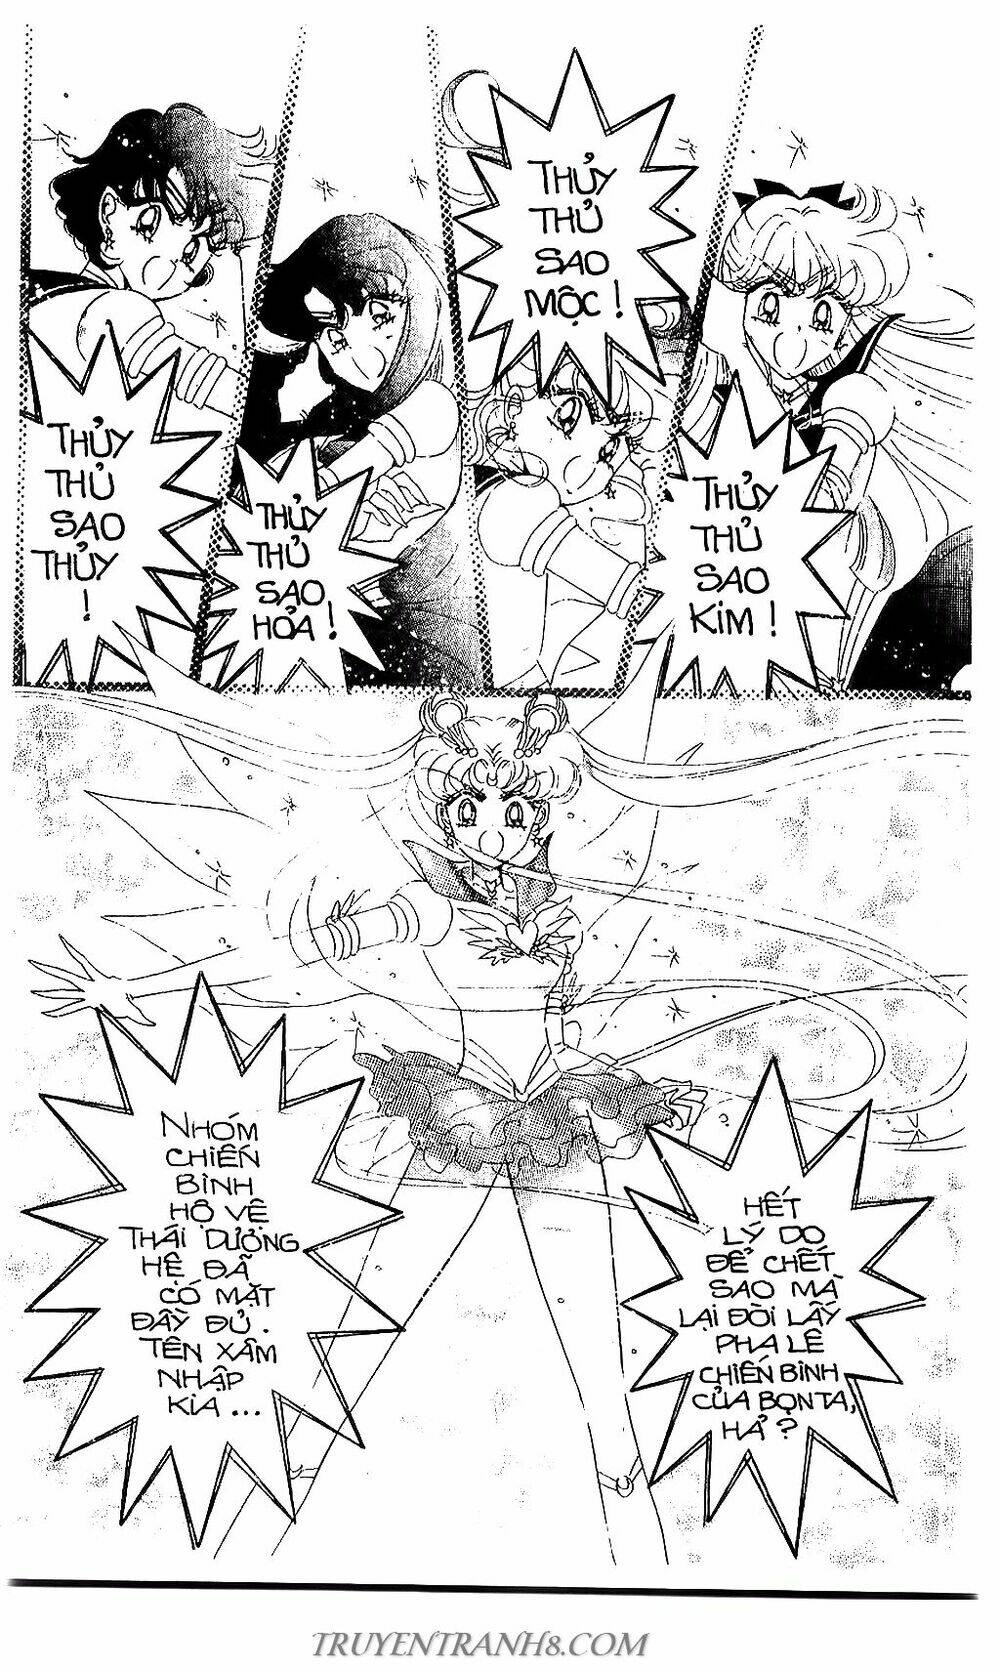 THỦY
THỦ
SAO
THỦY
!
THỦY
THỦ
SAO
HỎA !
THỦY
THỦ
SAO
MỘC !
THỦY
THỦ
SAO
KIM !
NHÓM
CHIẾN
BINH
HỘ VỆ
THÁI DƯƠNG
HỆ ĐÃ
CÓ MẶT
ĐẦY ĐỦ.
TÊN XÂM
NHẬP
KIA ...
HẾT
LÝ DO
ĐỂ CHẾT
SAO MÀ
LẠI ĐÒI LẤY
PHA LÊ
CHIẾN BINH
CỦA BỌN TA,
HẢ ?
TRUYENTRANH8.COM